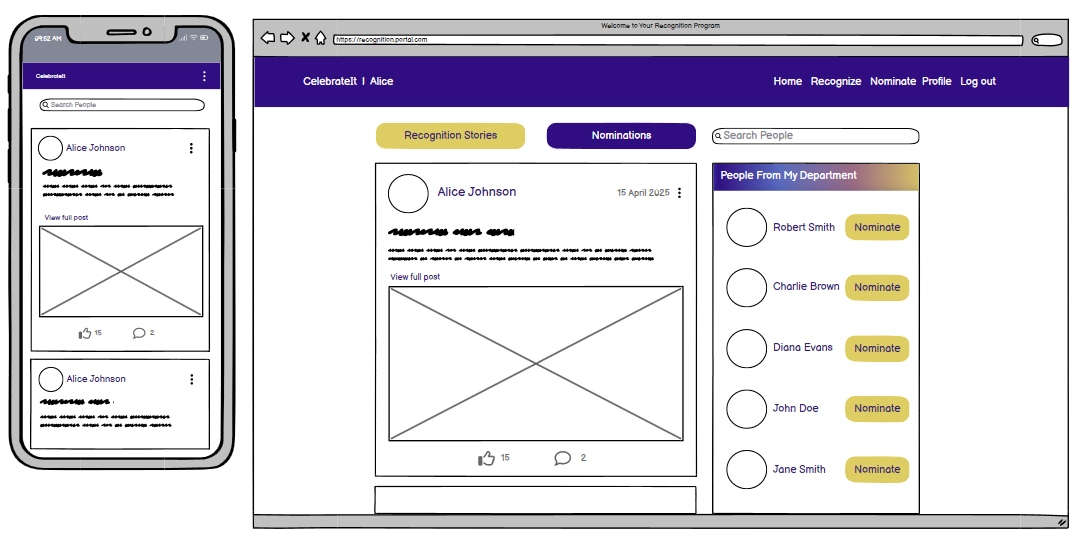 09:52 AM
CelebrateIt
Search People
Alice Johnson
View full post
15 2
Alice Johnson
Welcome to Your Recognition Program
https://recognition.portal.com
CelebrateIt | Alice
Home Recognize Nominate Profile Log out
Recognition Stories Nominations Search People
Alice Johnson 15 April 2025
View full post
15 2
People From My Department
Robert Smith Nominate
Charlie Brown Nominate
Diana Evans Nominate
John Doe Nominate
Jane Smith Nominate